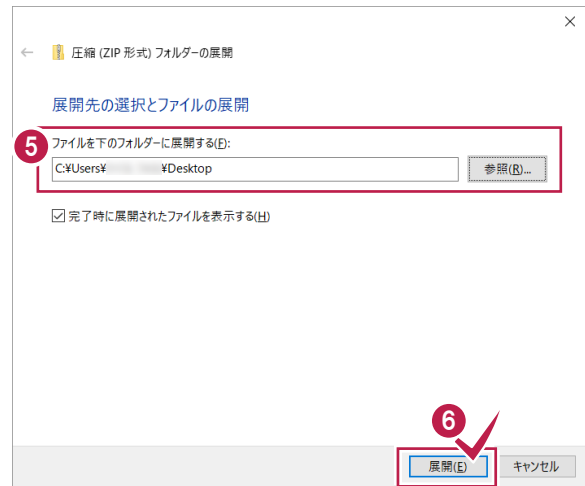 圧縮 (ZIP 形式) フォルダーの展開
展開先の選択とファイルの展開
5
ファイルを下のフォルダーに展開する(F):
C:¥Users¥ ¥Desktop
参照(R)...
完了時に展開されたファイルを表示する(H)
6
展開(E)
キャンセル